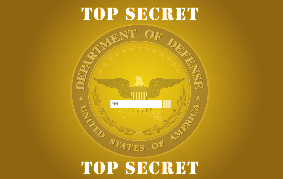 TOP SECRET
DEPARTMENT OF DEFENSE
UNITED STATES OF AMERICA
TOP SECRET